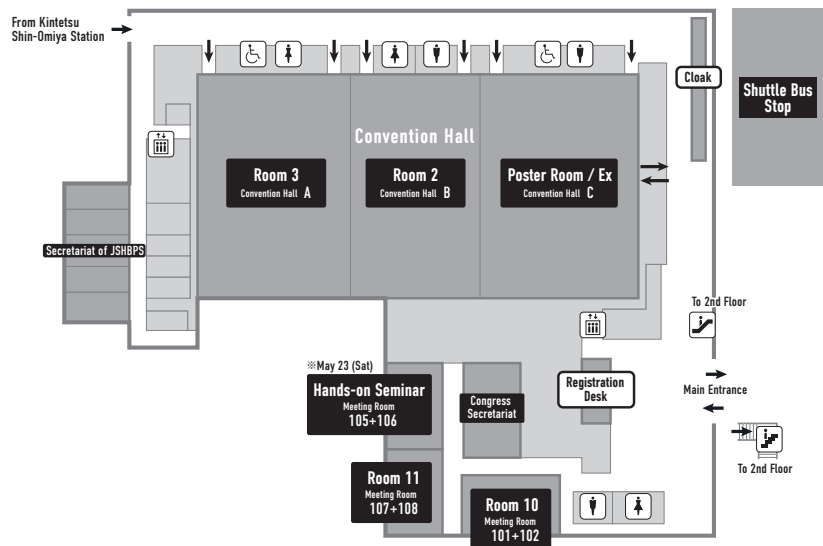 From Kintetsu
Shin-Omiya Station
Cloak
Shuttle Bus
Stop
Convention Hall
Room 3
Convention Hall A
Room 2
Convention Hall B
Poster Room / Ex
Convention Hall C
Secretariat of JSHBPS
To 2nd Floor
※May 23 (Sat)
Hands-on Seminar
Meeting Room
105+106
Congress
Secretariat
Registration
Desk
Main Entrance
To 2nd Floor
Room 11
Meeting Room
107+108
Room 10
Meeting Room
101+102